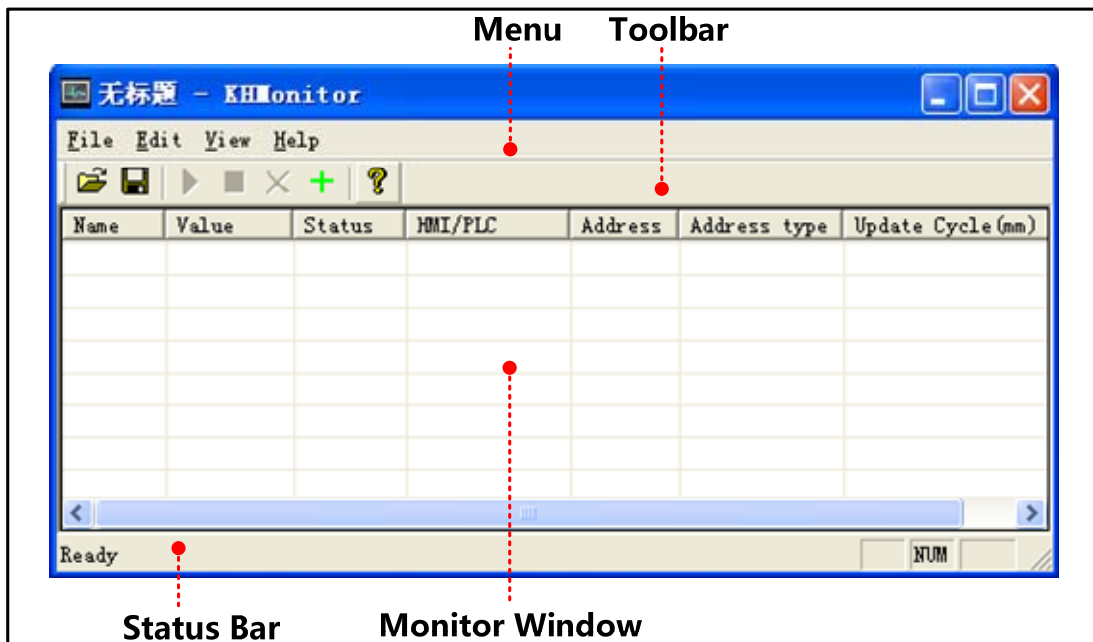 Menu Toolbar
无标题 - KHMonitor
File Edit View Help
Name Value Status HMI/PLC Address Address type Update Cycle(mm)
Ready NUM
Status Bar Monitor Window